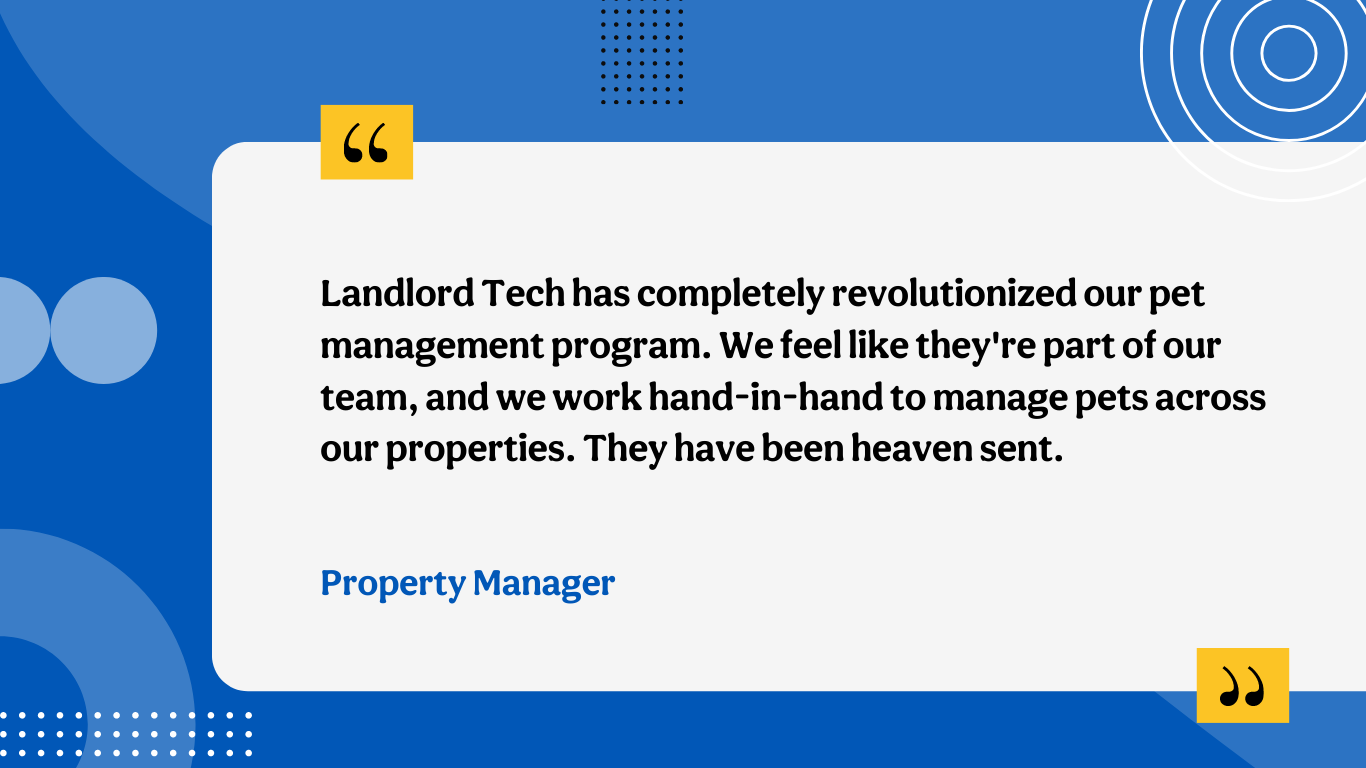 “
Landlord Tech has completely revolutionized our pet
management program. We feel like they're part of our
team, and we work hand-in-hand to manage pets across
our properties. They have been heaven sent.
Property Manager
”